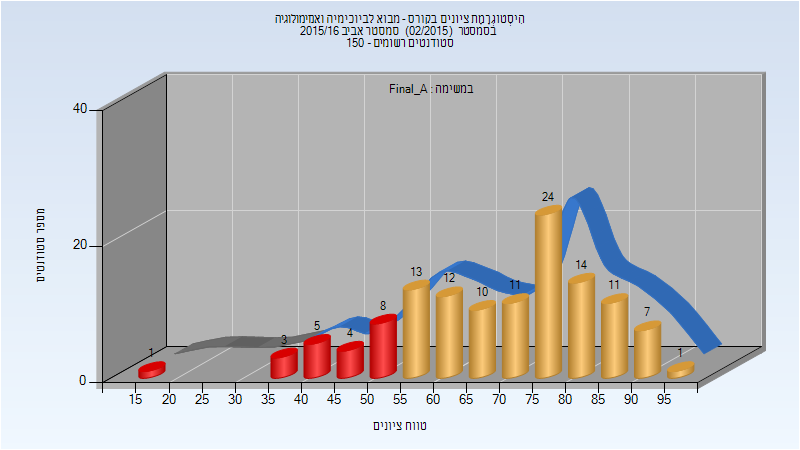 היסטוגרמת ציונים בקורס - מבוא לביוכימיה ואנזימולוגיה
בסמסטר (02/2015) סמסטר אביב 2015/16
סטודנטים רשומים - 150
במשימה : Final_A
מספר סטודנטים
40
20
0
1
3
5
4
8
13
12
10
11
24
14
11
7
1
15 20 25 30 35 40 45 50 55 60 65 70 75 80 85 90 95
טווח ציונים